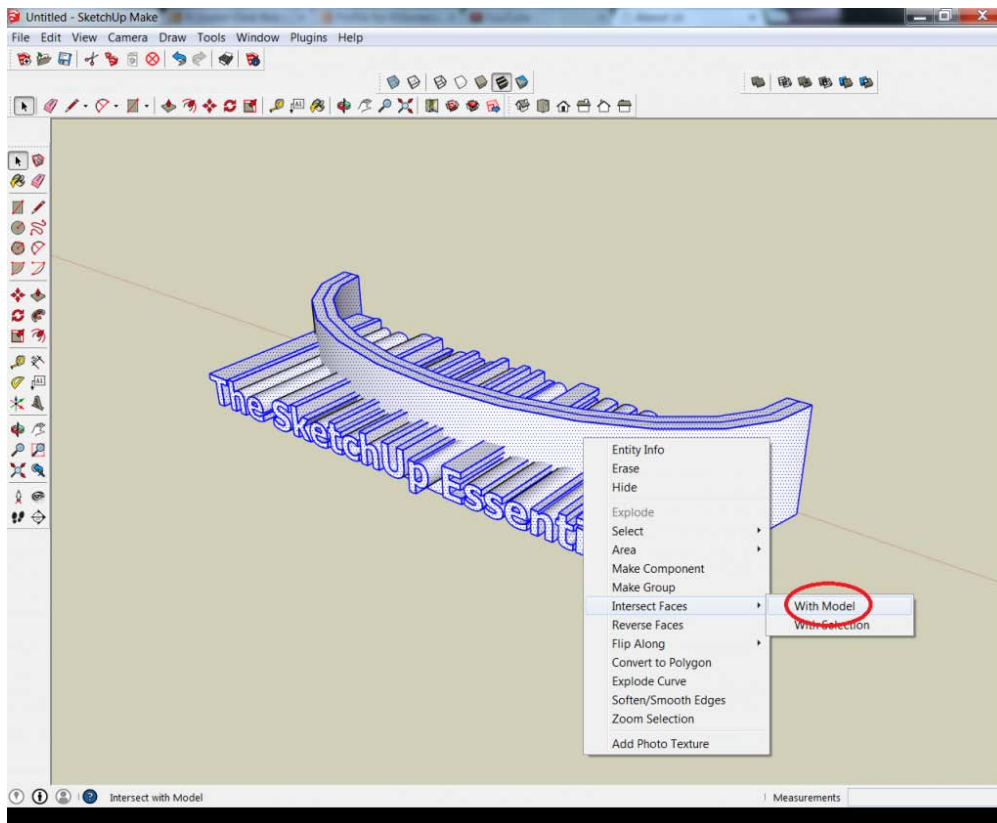 Untitled - SketchUp Make
File Edit View Camera Draw Tools Window Plugins Help
The SketchUp Essenti
Entity Info
Erase
Hide
Explode
Select
Area
Make Component
Make Group
Intersect Faces
With Model
Reverse Faces
With Selection
Flip Along
Convert to Polygon
Explode Curve
Soften/Smooth Edges
Zoom Selection
Add Photo Texture
Intersect with Model
Measurements